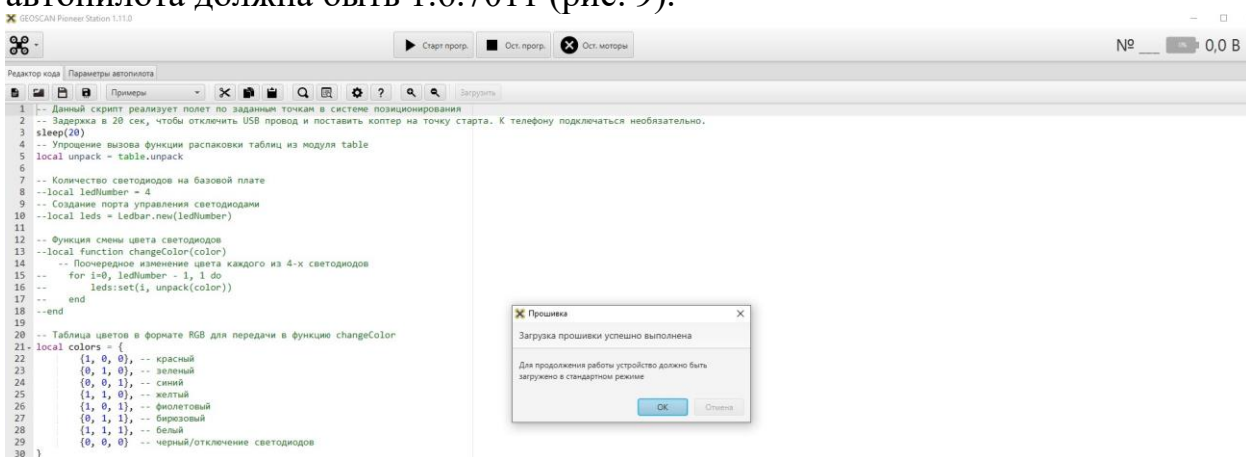 автопилота должна быть 1.6.7011 (рис. 9).
GEOSCAN Pioneer Station 1.11.0
Старт прогр. Ост. прогр. Ост. моторы № __ 0,0 В
Редактор кода Параметры автопилота
Примеры ? Загрузить
1 -- Данный скрипт реализует полет по заданным точкам в системе позиционирования
2 -- Задержка в 20 сек, чтобы отключить USB провод и поставить коптер на точку старта. К телефону подключаться необязательно.
3 sleep(20)
4 -- Упрощение вызова функции распаковки таблиц из модуля table
5 local unpack = table.unpack
6
7 -- Количество светодиодов на базовой плате
8 --local ledNumber = 4
9 -- Создание порта управления светодиодами
10 --local leds = Ledbar.new(ledNumber)
11
12 -- Функция смены цвета светодиодов
13 --local function changeColor(color)
14 -- Поочередное изменение цвета каждого из 4-х светодиодов
15 -- for i=0, ledNumber - 1, 1 do
16 -- leds:set(i, unpack(color))
17 -- end
18 --end
19
20 -- Таблица цветов в формате RGB для передачи в функцию changeColor
21 local colors = {
22 {1, 0, 0}, -- красный
23 {0, 1, 0}, -- зеленый
24 {0, 0, 1}, -- синий
25 {1, 1, 0}, -- желтый
26 {1, 0, 1}, -- фиолетовый
27 {0, 1, 1}, -- бирюзовый
28 {1, 1, 1}, -- белый
29 {0, 0, 0} -- черный/отключение светодиодов
30 }
Прошивка
Загрузка прошивки успешно выполнена
Для продолжения работы устройство должно быть
загружено в стандартном режиме
OK Отмена